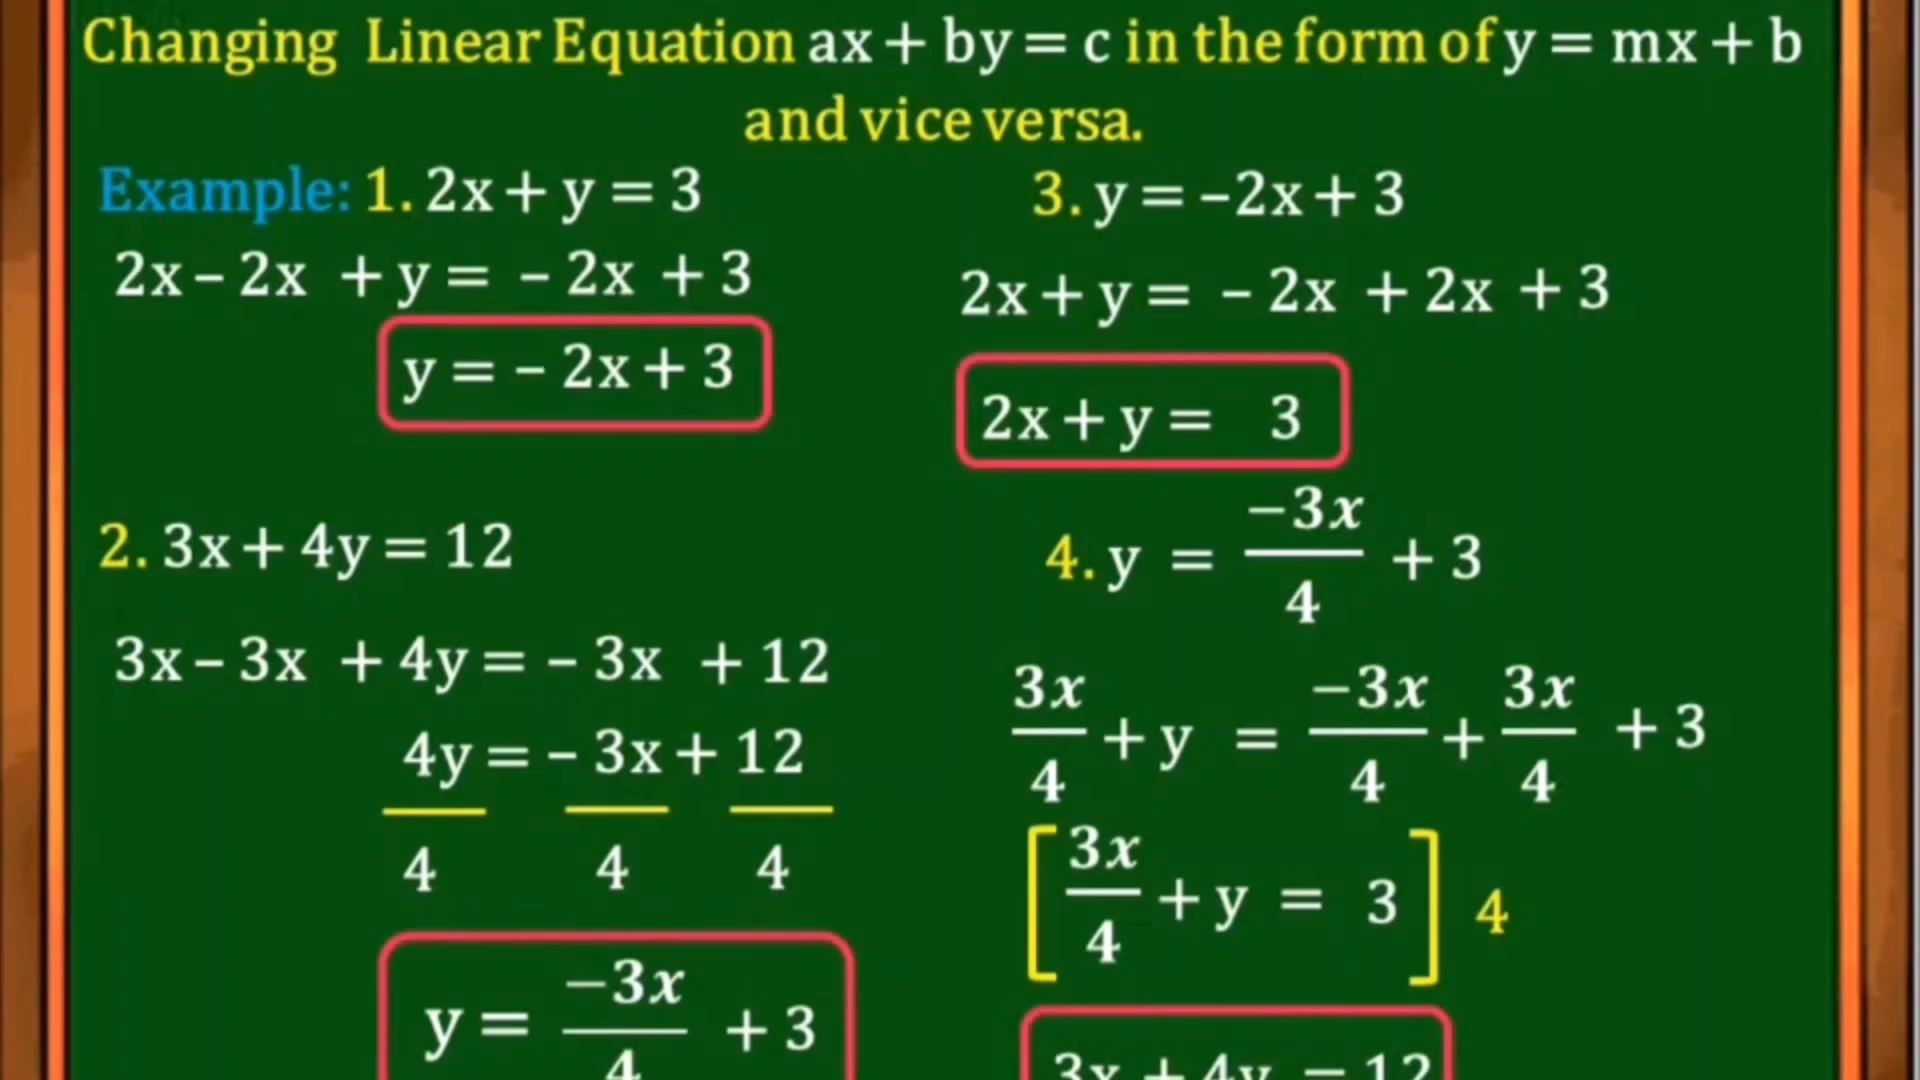 Changing Linear Equation ax + by = c in the form of y = mx + b
and vice versa.
Example: 1. 2x + y = 3
2x – 2x + y = – 2x + 3
y = – 2x + 3
2. 3x + 4y = 12
3x – 3x + 4y = – 3x + 12
4y = – 3x + 12
4 4 4
y = −3x/4 + 3
3. y = –2x + 3
2x + y = – 2x + 2x + 3
2x + y = 3
4. y = −3x/4 + 3
3x/4 + y = −3x/4 + 3x/4 + 3
[3x/4 + y = 3] 4
3x + 4y = 12